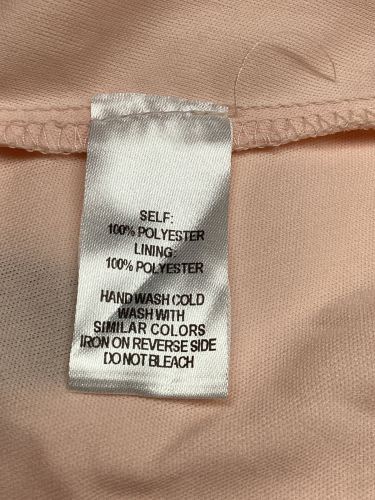 SELF:
100% POLYESTER
LINING:
100% POLYESTER
HAND WASH COLD
WASH WITH
SIMILAR COLORS
IRON ON REVERSE SIDE
DO NOT BLEACH